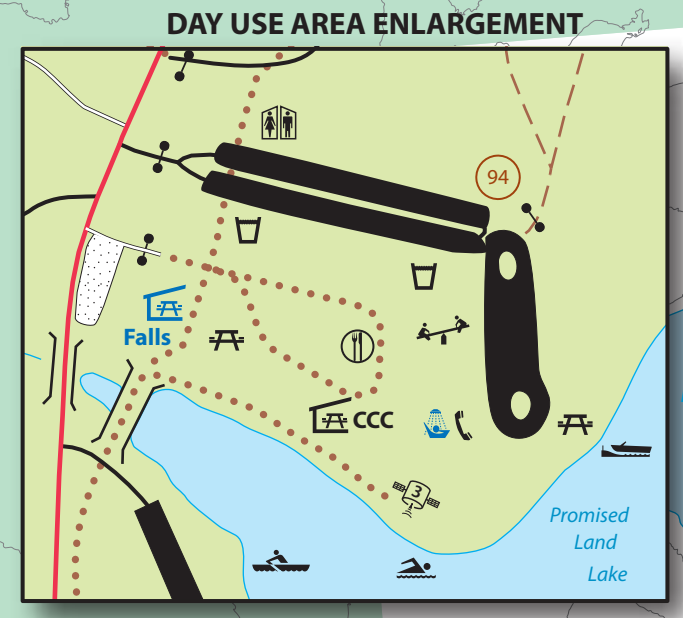 DAY USE AREA ENLARGEMENT
94
Falls
CCC
3
Promised
Land
Lake